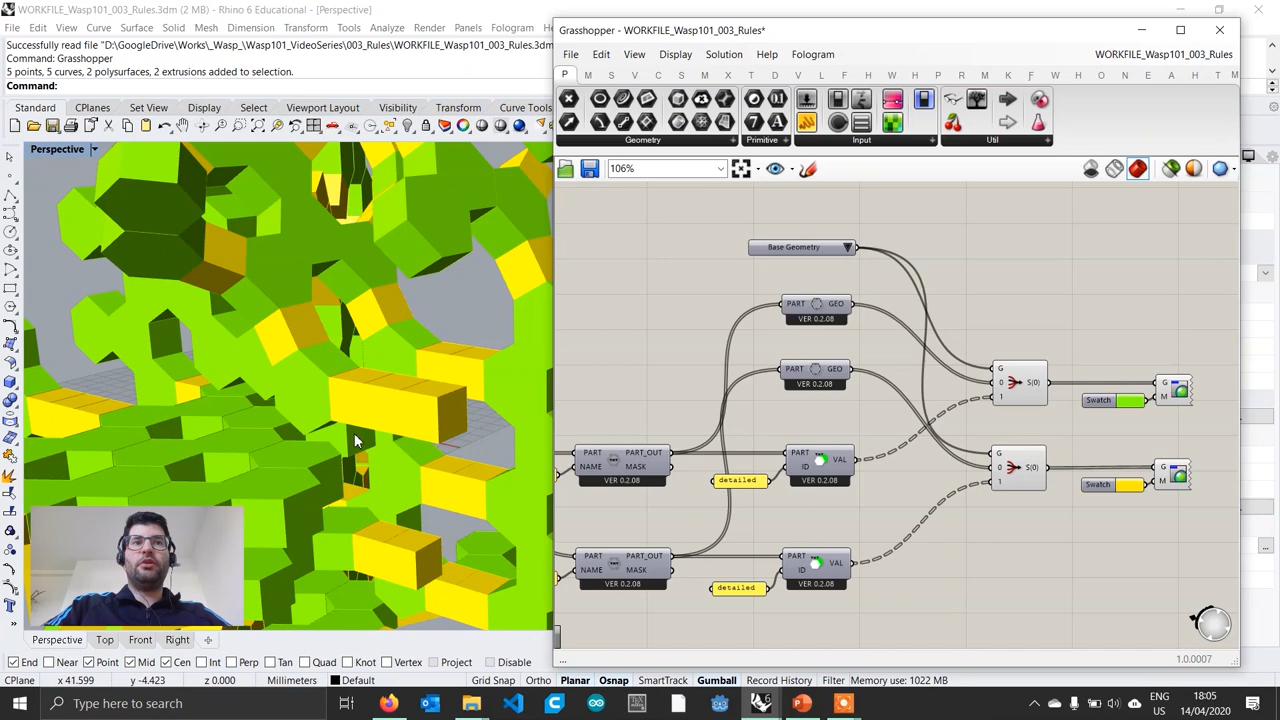 WORKFILE_Wasp101_003_Rules.3dm (2 MB) - Rhino 6 Educational - [Perspective]
File Edit View Curve Surface Solid Mesh Dimension Transform Tools Analyze Render Panels Fologram
Successfully read file "D:\GoogleDrive\Works\_Wasp_\Wasp101_VideoSeries\003_Rules\WORKFILE_Wasp101_003_Rules.3dm
Command: Grasshopper
5 points, 5 curves, 2 polysurfaces, 2 extrusions added to selection.
Command:
Standard CPlanes Set View Display Select Viewport Layout Visibility Transform Curve Tools
Perspective
Grasshopper - WORKFILE_Wasp101_003_Rules*
File Edit View Display Solution Help Fologram WORKFILE_Wasp101_003_Rules
P M S V C S M X T D V L F H W H L H K F W P R M S B C O L E A H S M
Geometry Primitive Input Util
106%
Base Geometry
PART GEO
VER 0.2.08
PART GEO
VER 0.2.08
G
0 S(0)
1
Swatch
G
M
PART PART_OUT
NAME MASK
VER 0.2.08
detailed
PART VAL
ID
VER 0.2.08
G
0 S(0)
1
Swatch
G
M
PART PART_OUT
NAME MASK
VER 0.2.08
detailed
PART VAL
ID
VER 0.2.08
...
1.0.0007
Perspective Top Front Right
End Near Point Mid Cen Int Perp Tan Quad Knot Vertex Project Disable
CPlane x 41.599 y -4.423 z 0.000 Millimeters Default Grid Snap Ortho Planar Osnap SmartTrack Gumball Record History Filter Memory use: 1022 MB
Type here to search
ENG
US
18:05
14/04/2020